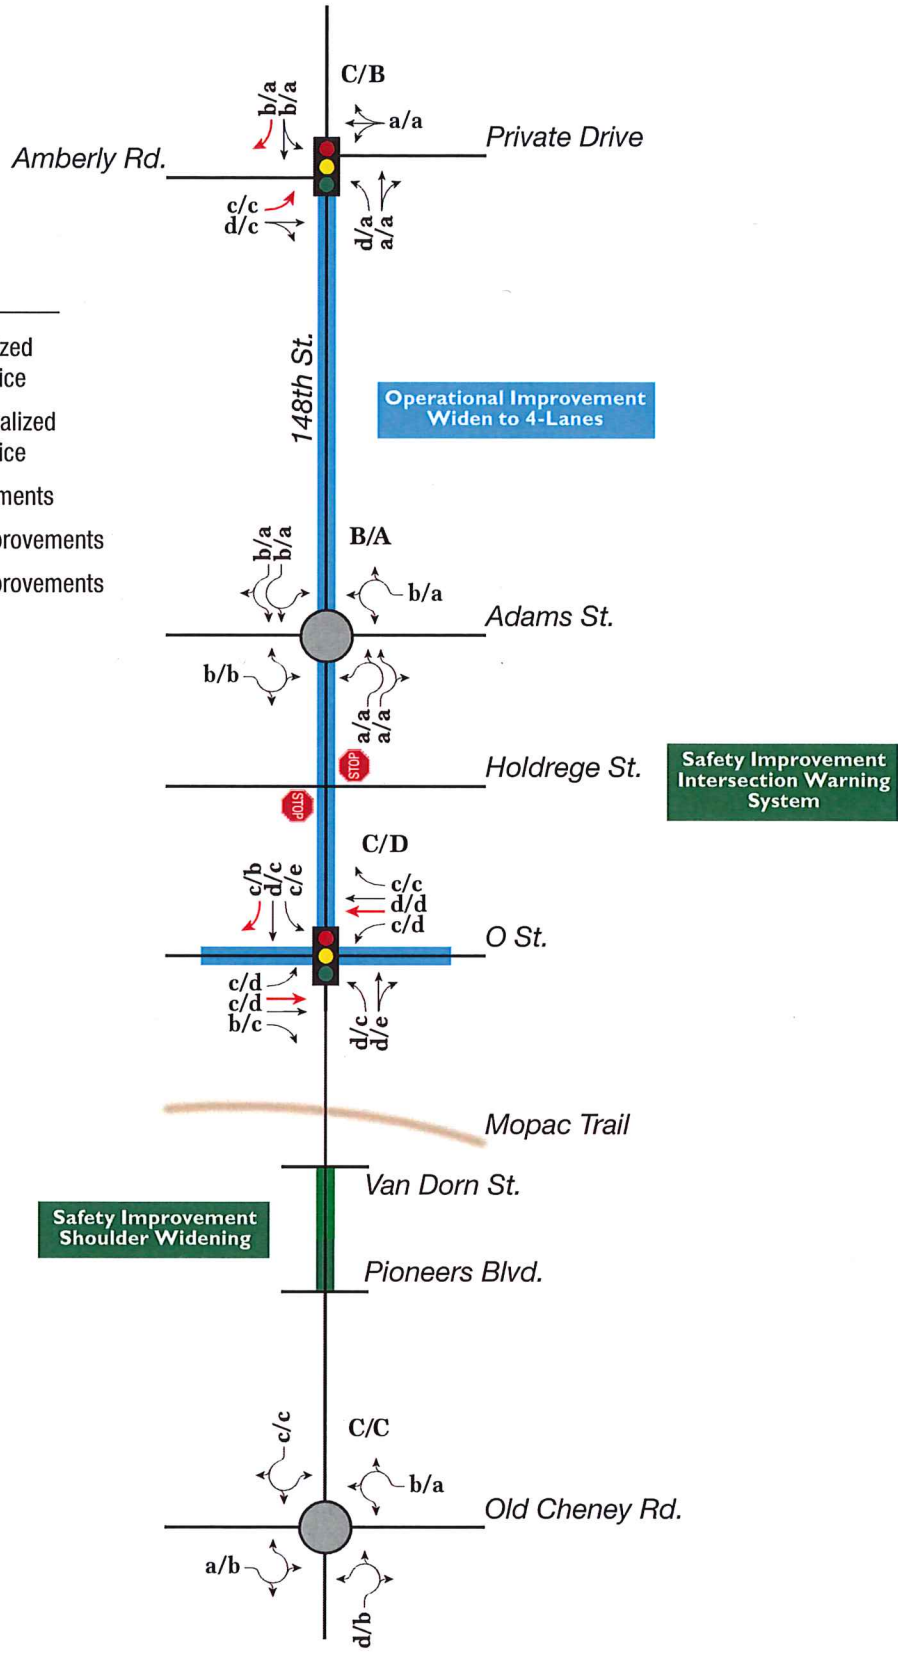 C/B
b/a
b/a
a/a
Private Drive
Amberly Rd.
c/c
d/c
d/a
a/a
148th St.
Operational Improvement
Widen to 4-Lanes
zed
ice
alized
ice
ments
provements
provements
b/a
b/a
B/A
b/a
Adams St.
b/b
a/a
a/a
STOP
Holdrege St.
STOP
Safety Improvement
Intersection Warning
System
C/D
c/b
d/c
c/e
c/c
d/d
c/d
O St.
c/d
c/d
b/c
d/c
d/e
Mopac Trail
Van Dorn St.
Safety Improvement
Shoulder Widening
Pioneers Blvd.
c/c
C/C
b/a
Old Cheney Rd.
a/b
d/b